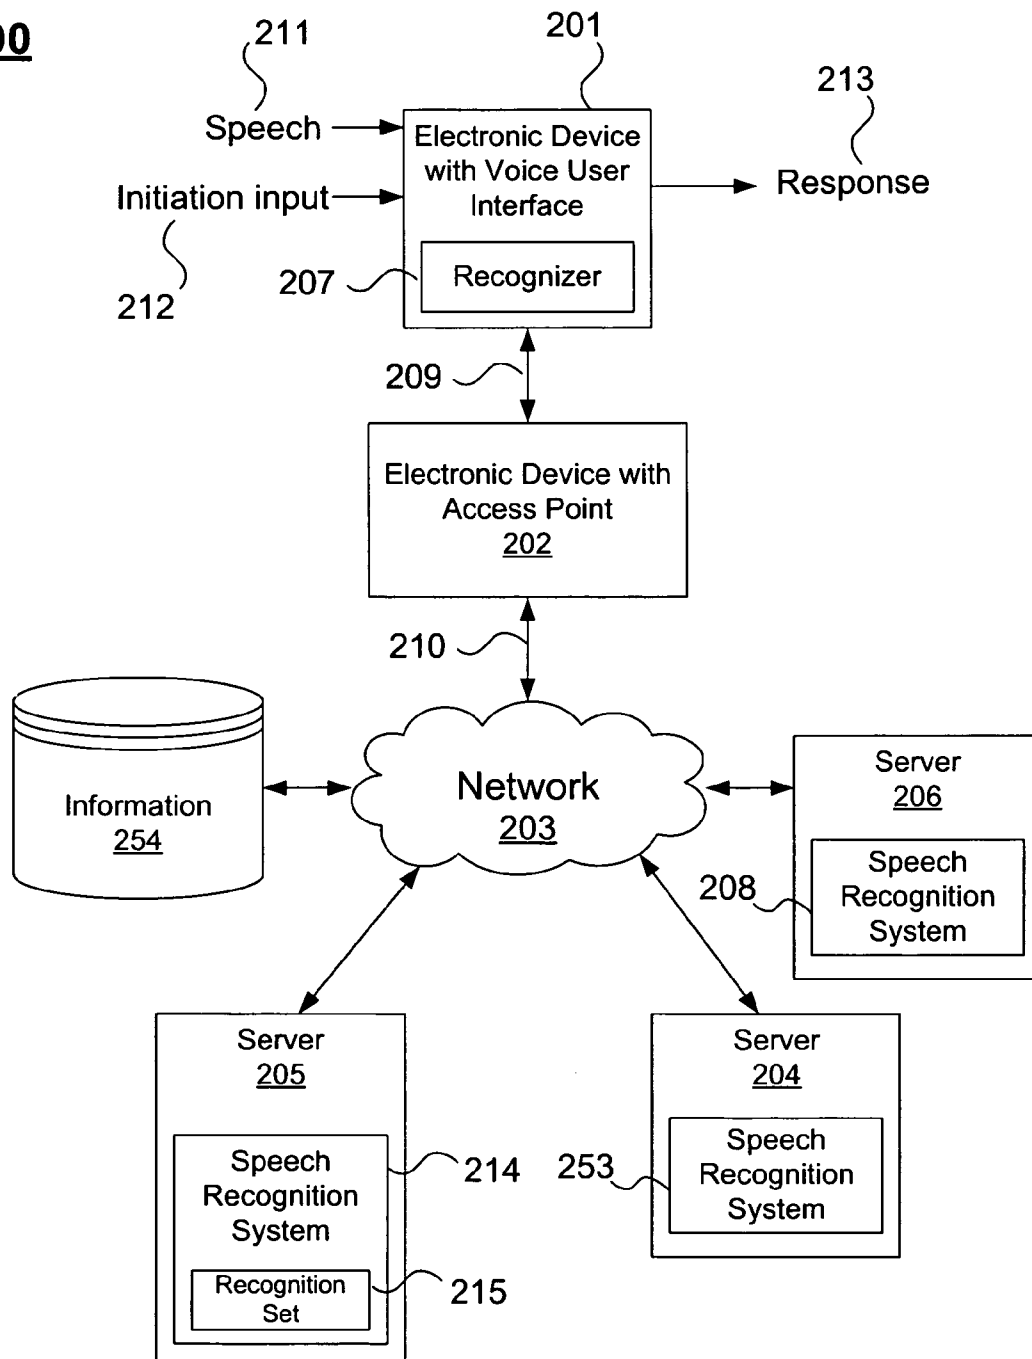 00
211
201
213
Speech
Initiation input
Electronic Device
with Voice User
Interface
Response
207
Recognizer
212
209
Electronic Device with
Access Point
202
210
Information
254
Network
203
Server
206
208
Speech
Recognition
System
Server
205
Speech
Recognition
System
214
Recognition
Set
215
Server
204
253
Speech
Recognition
System